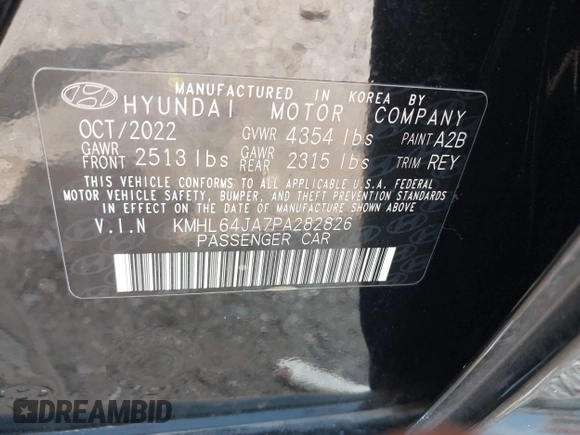 MANUFACTURED IN KOREA BY
HYUNDAI MOTOR COMPANY
OCT/2022 GVWR 4354 lbs PAINT A2B
GAWR FRONT 2513 lbs GAWR REAR 2315 lbs TRIM REY
THIS VEHICLE CONFORMS TO ALL APPLICABLE U.S.A. FEDERAL
MOTOR VEHICLE SAFETY, BUMPER, AND THEFT PREVENTION STANDARDS
IN EFFECT ON THE DATE OF MANUFACTURE SHOWN ABOVE.
V.I.N KMHL64JA7PA282826
PASSENGER CAR
DREAMBID